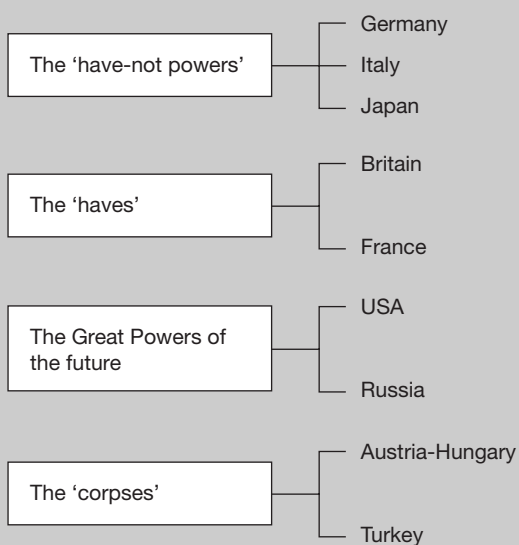 The ‘have-not powers’
Germany
Italy
Japan
The ‘haves’
Britain
France
The Great Powers of
the future
USA
Russia
The ‘corpses’
Austria-Hungary
Turkey